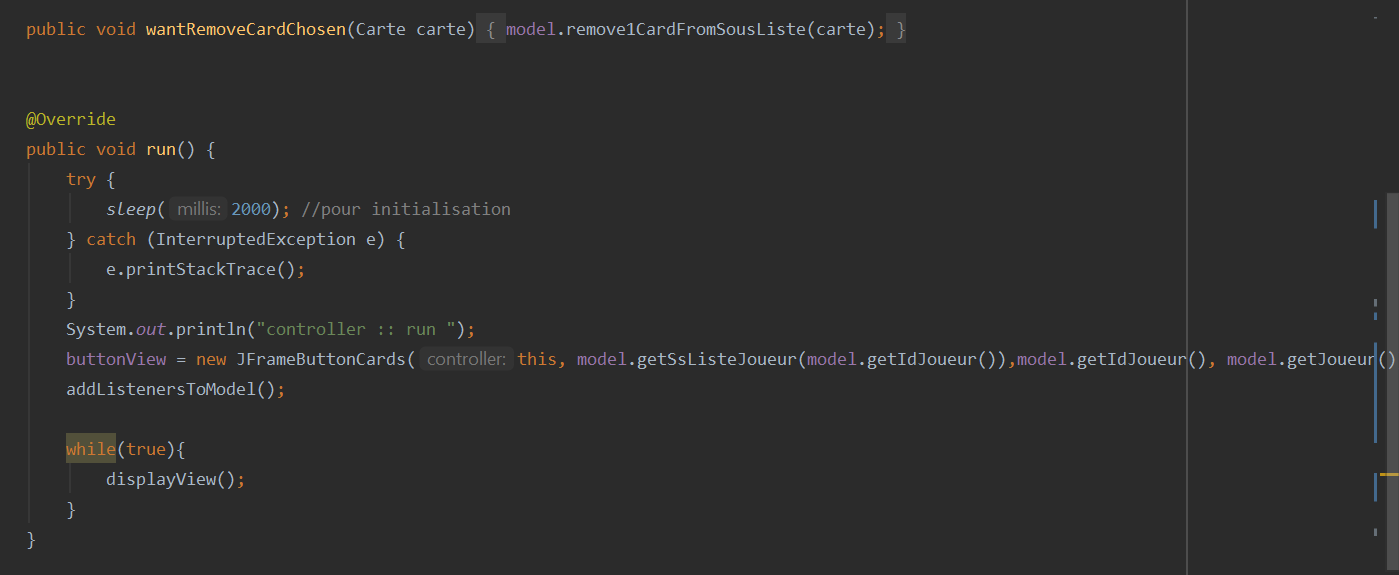 public void wantRemoveCardChosen(Carte carte) { model.remove1CardFromSousListe(carte); }
@Override
public void run() {
try {
sleep( millis: 2000); //pour initialisation
} catch (InterruptedException e) {
e.printStackTrace();
}
System.out.println("controller :: run ");
buttonView = new JFrameButtonCards( controller: this, model.getSsListeJoueur(model.getIdJoueur()),model.getIdJoueur(), model.getJoueur()
addListenersToModel();
while(true){
displayView();
}
}